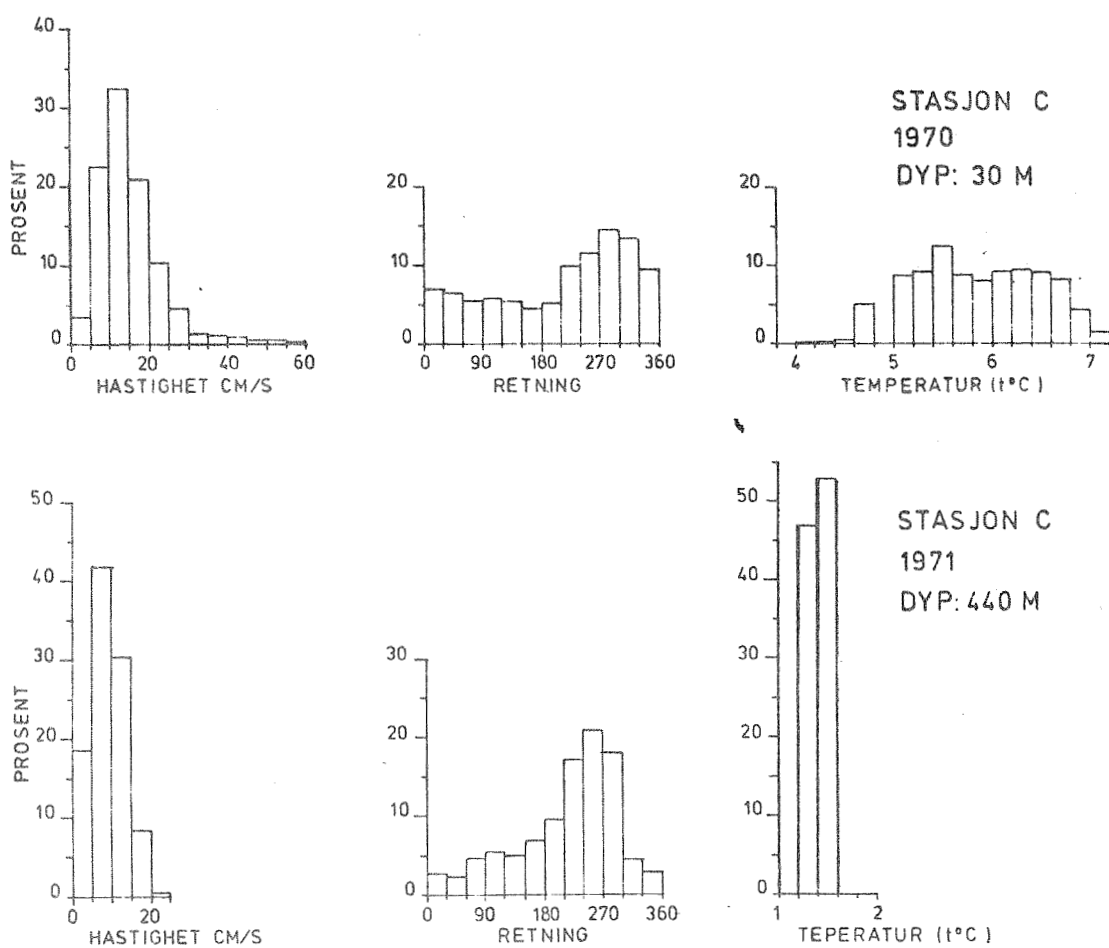 40
30
20
10
0
PROSENT
0 20 40 60
HASTIGHET CM/S
20
10
0
0 90 180 270 360
RETNING
20
10
0
4 5 6 7
TEMPERATUR (t°C)
STASJON C
1970
DYP: 30 M
50
40
30
20
10
0
PROSENT
0 20
HASTIGHET CM/S
30
20
10
0
0 90 180 270 360
RETNING
50
40
30
20
10
0
1 2
TEPERATUR (t°C)
STASJON C
1971
DYP: 440 M